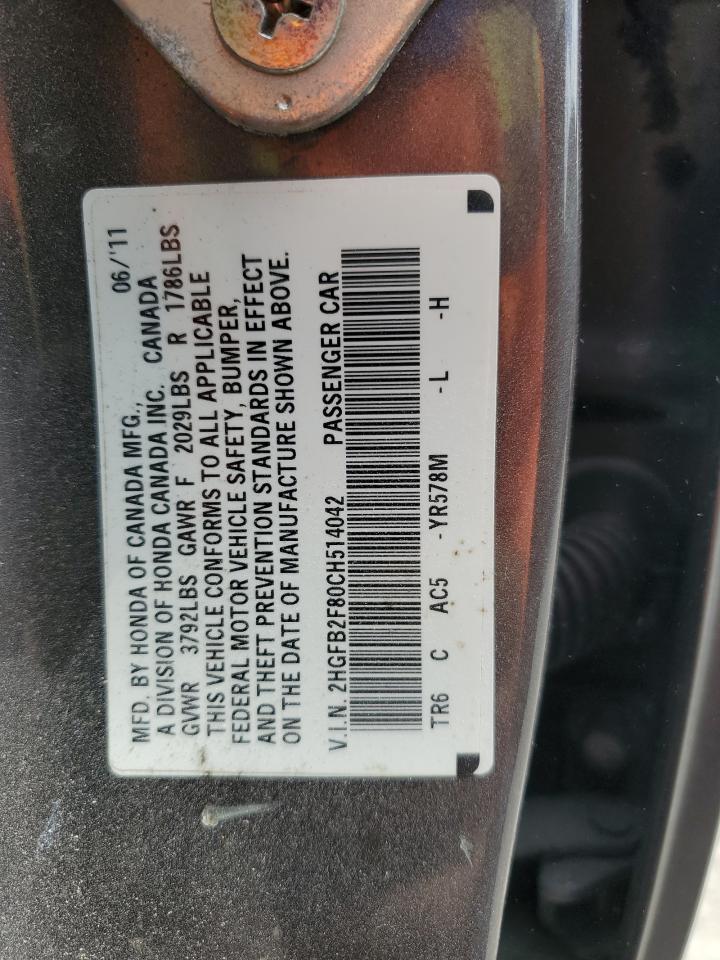 MFD. BY HONDA OF CANADA MFG., 06/'11
A DIVISION OF HONDA CANADA INC. CANADA
GVWR 3792LBS GAWR F 2029LBS R 1786LBS
THIS VEHICLE CONFORMS TO ALL APPLICABLE
FEDERAL MOTOR VEHICLE SAFETY, BUMPER,
AND THEFT PREVENTION STANDARDS IN EFFECT
ON THE DATE OF MANUFACTURE SHOWN ABOVE.
V.I.N. 2HGFB2F80CH514042 PASSENGER CAR
TR6 C AC5 -YR578M -L -H